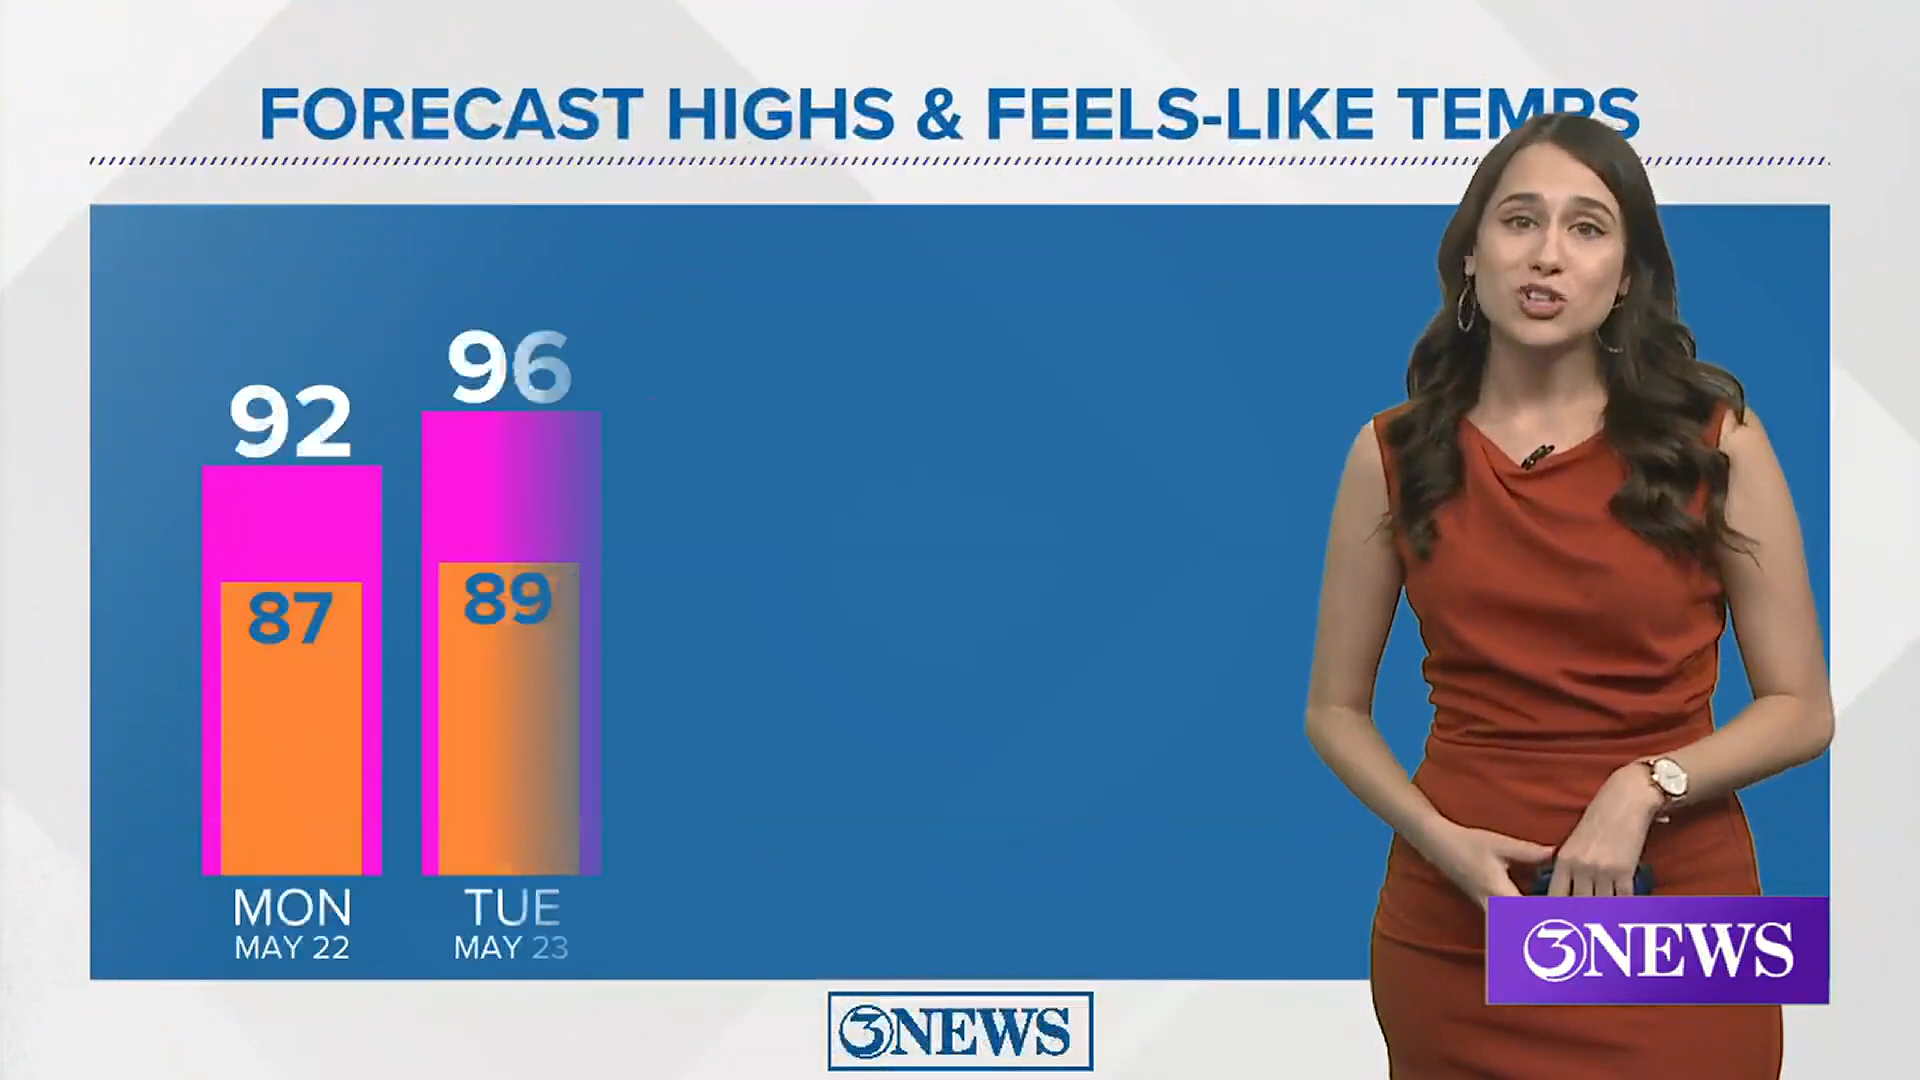 FORECAST HIGHS & FEELS-LIKE TEMPS
92
96
87
89
MON
MAY 22
TUE
MAY 23
3NEWS
3NEWS